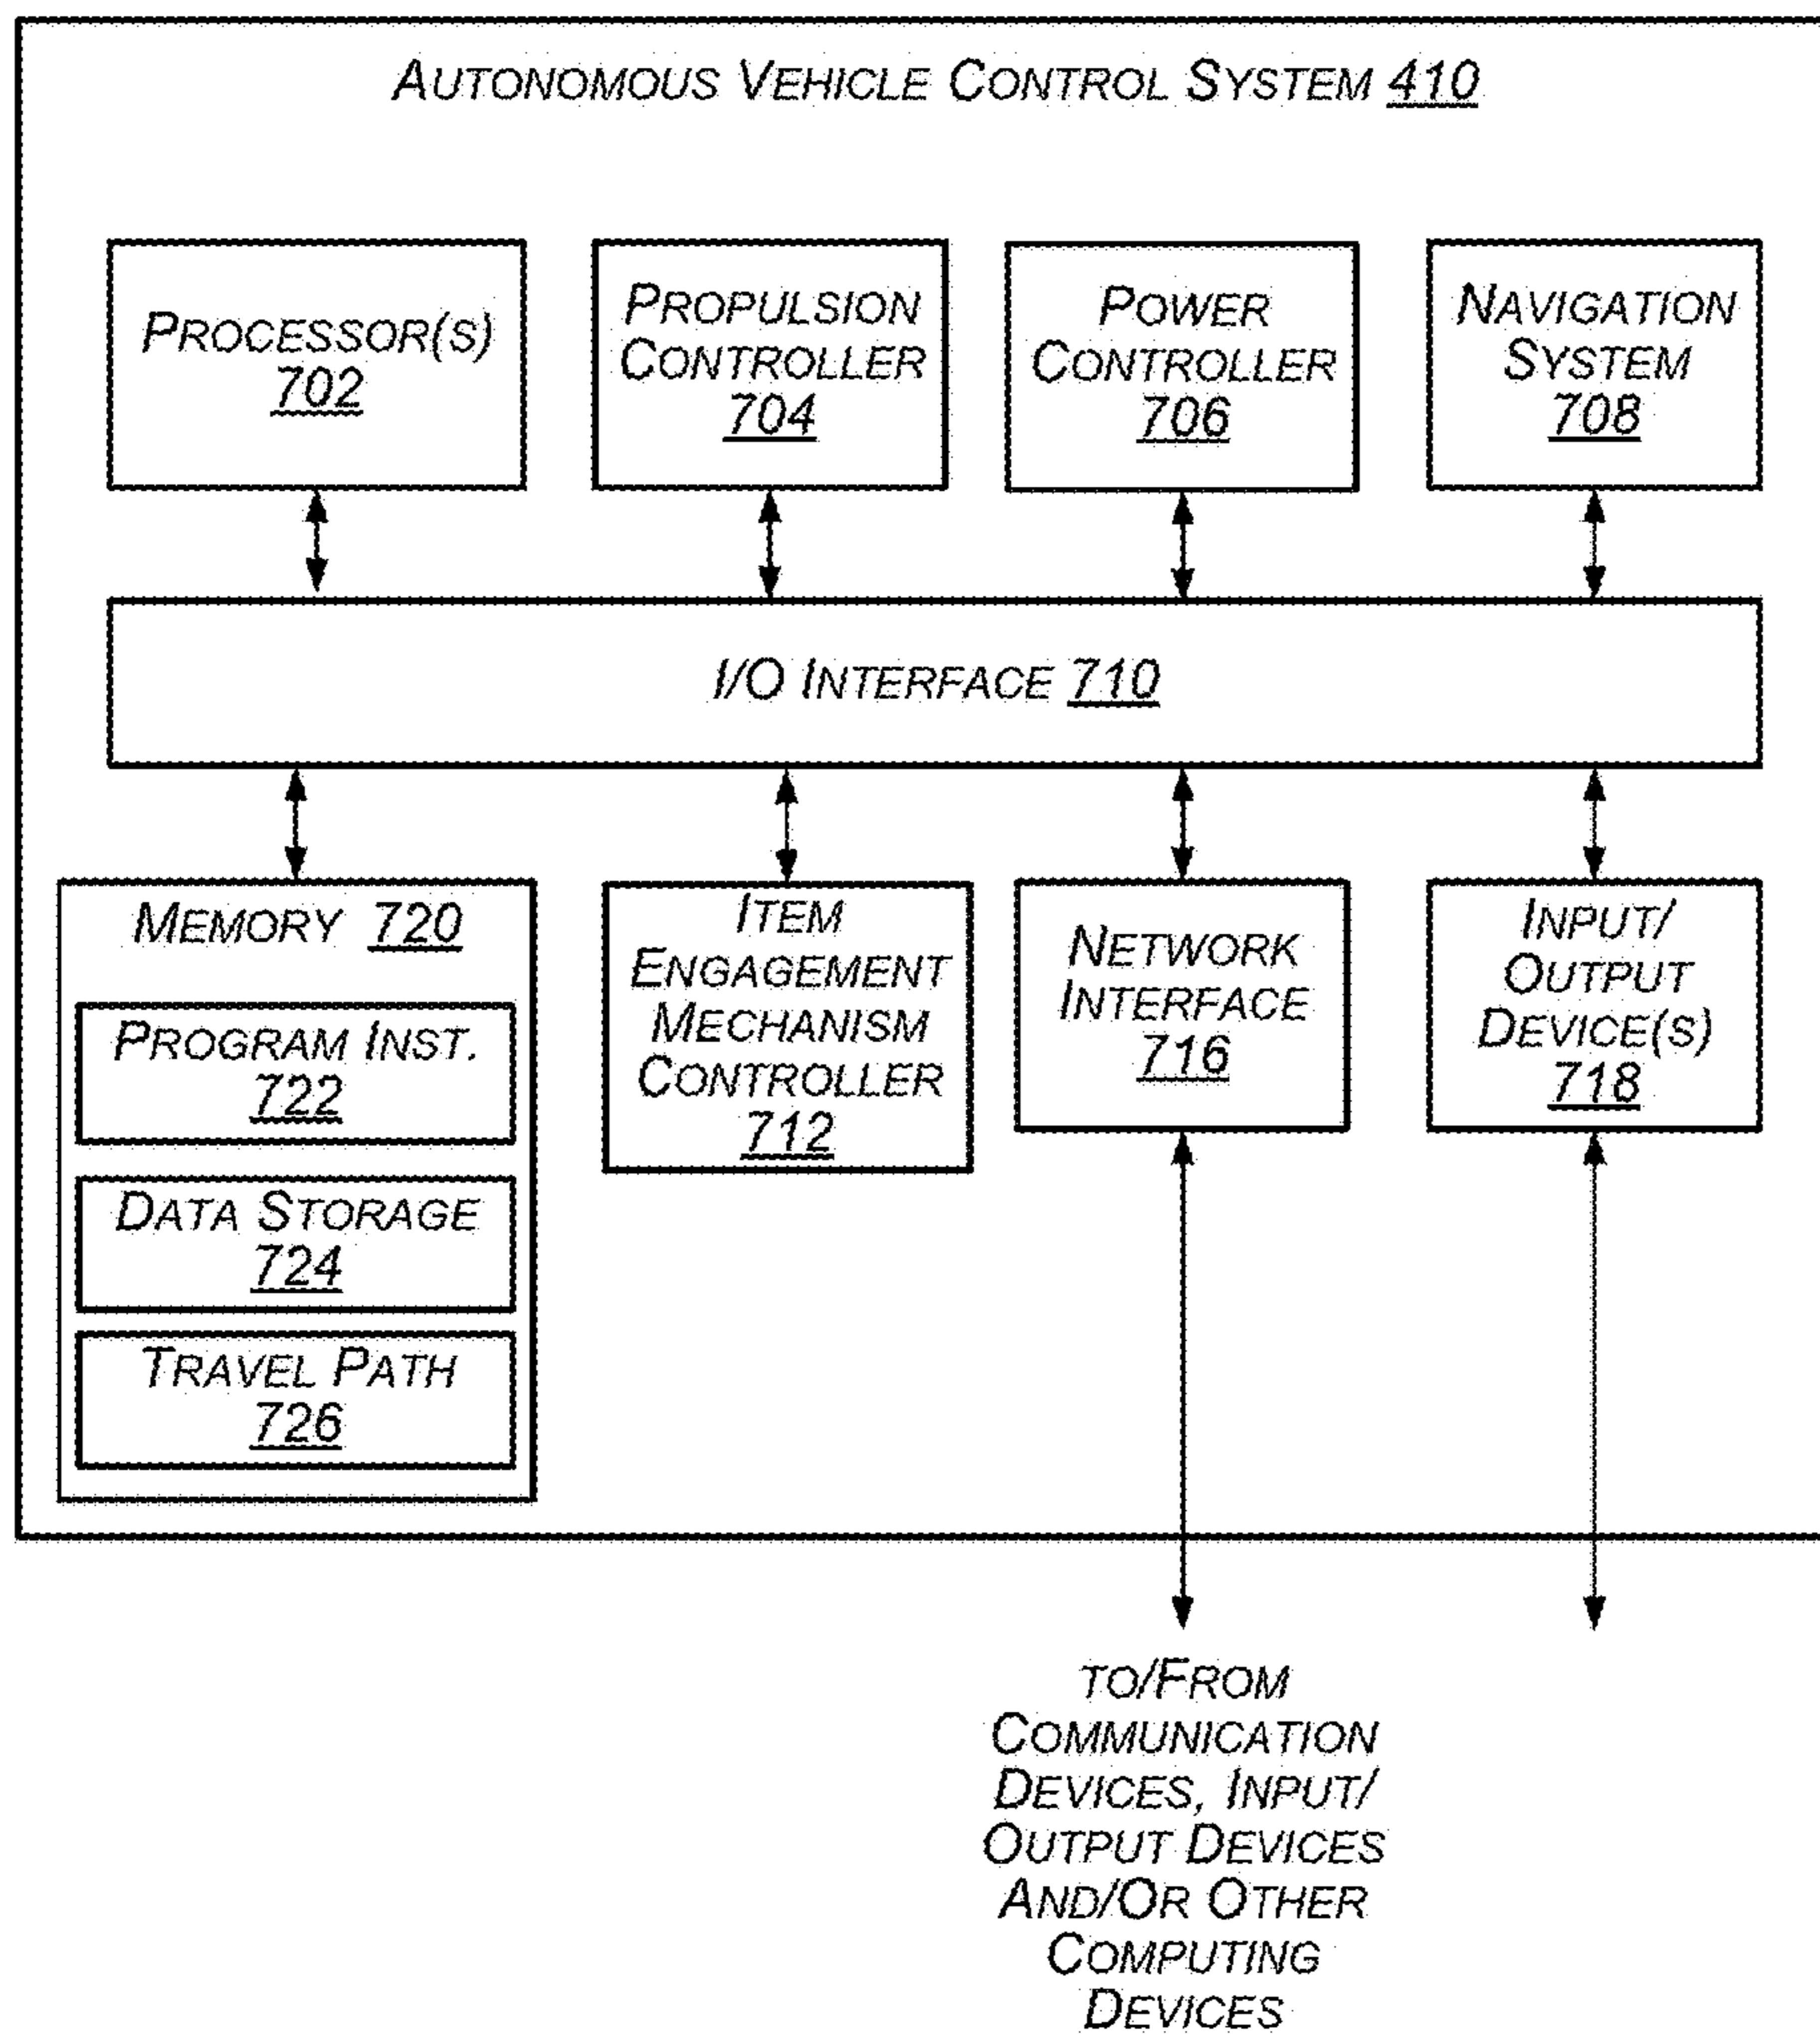 AUTONOMOUS VEHICLE CONTROL SYSTEM 410
PROCESSOR(S)
702
PROPULSION
CONTROLLER
704
POWER
CONTROLLER
706
NAVIGATION
SYSTEM
708
I/O INTERFACE 710
MEMORY 720
PROGRAM INST.
722
DATA STORAGE
724
TRAVEL PATH
726
ITEM
ENGAGEMENT
MECHANISM
CONTROLLER
712
NETWORK
INTERFACE
716
INPUT/
OUTPUT
DEVICE(S)
718
TO/FROM
COMMUNICATION
DEVICES, INPUT/
OUTPUT DEVICES
AND/OR OTHER
COMPUTING
DEVICES